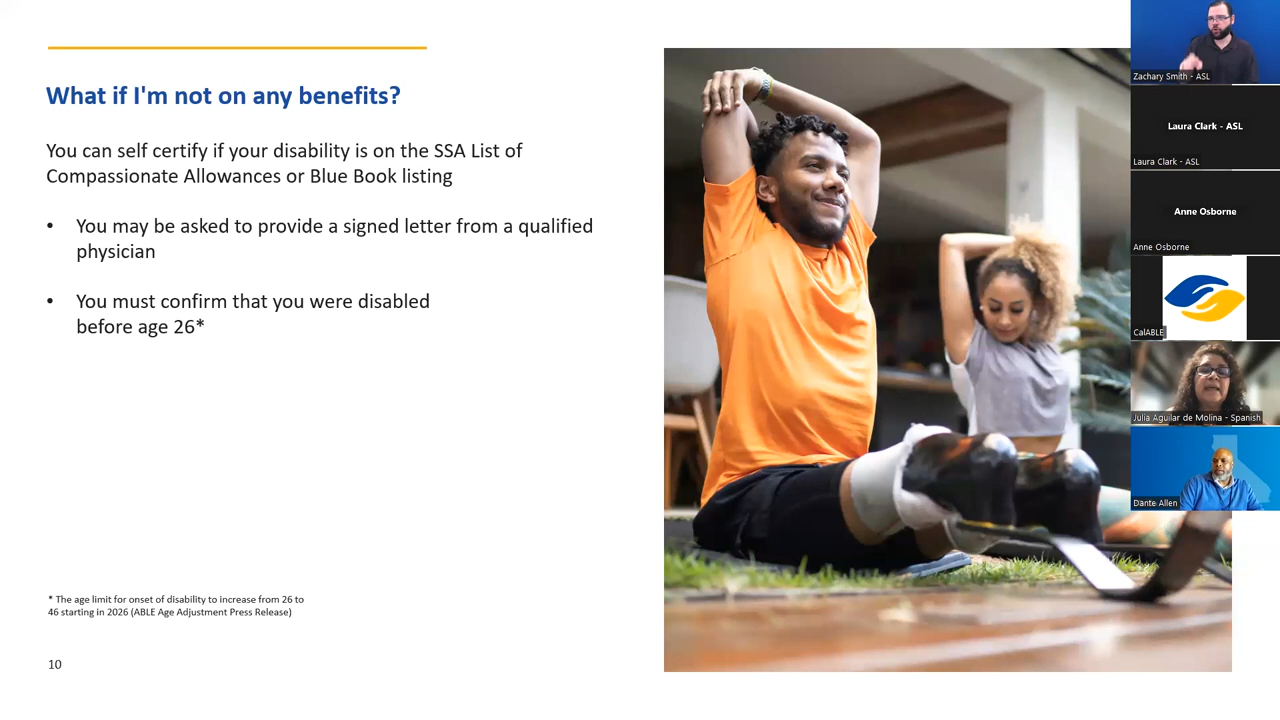 What if I'm not on any benefits?
You can self certify if your disability is on the SSA List of
Compassionate Allowances or Blue Book listing
• You may be asked to provide a signed letter from a qualified
physician
• You must confirm that you were disabled
before age 26*
* The age limit for onset of disability to increase from 26 to
46 starting in 2026 (ABLE Age Adjustment Press Release)
10
Zachary Smith - ASL
Laura Clark - ASL
Laura Clark - ASL
Anne Osborne
Anne Osborne
CalABLE
Julia Aguilar de Molina - Spanish
Dante Allen